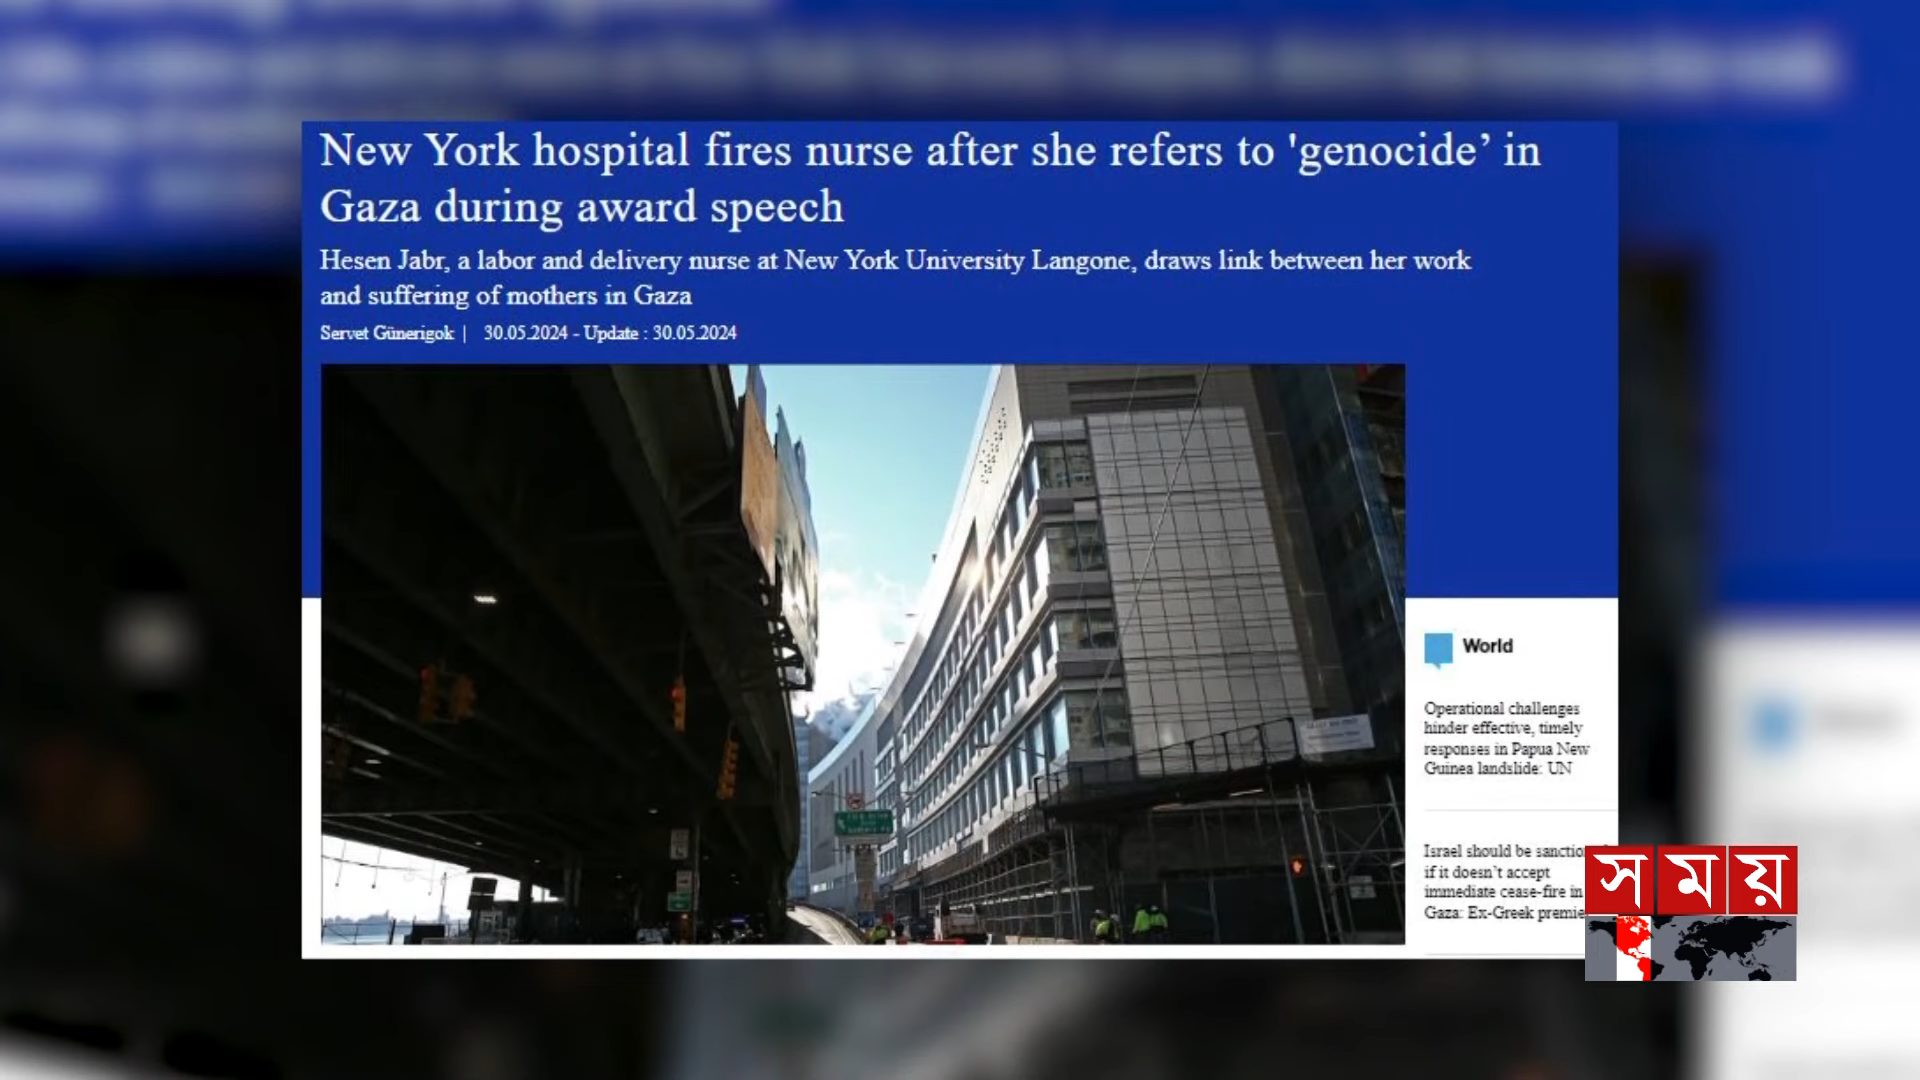 New York hospital fires nurse after she refers to 'genocide’ in
Gaza during award speech
Hesen Jabr, a labor and delivery nurse at New York University Langone, draws link between her work
and suffering of mothers in Gaza
Servet Günerigok | 30.05.2024 - Update : 30.05.2024
World
Operational challenges
hinder effective, timely
responses in Papua New
Guinea landslide: UN
Israel should be
if it doesn't accept
immediate cease-fire in
Gaza: Ex-Greek
সময়